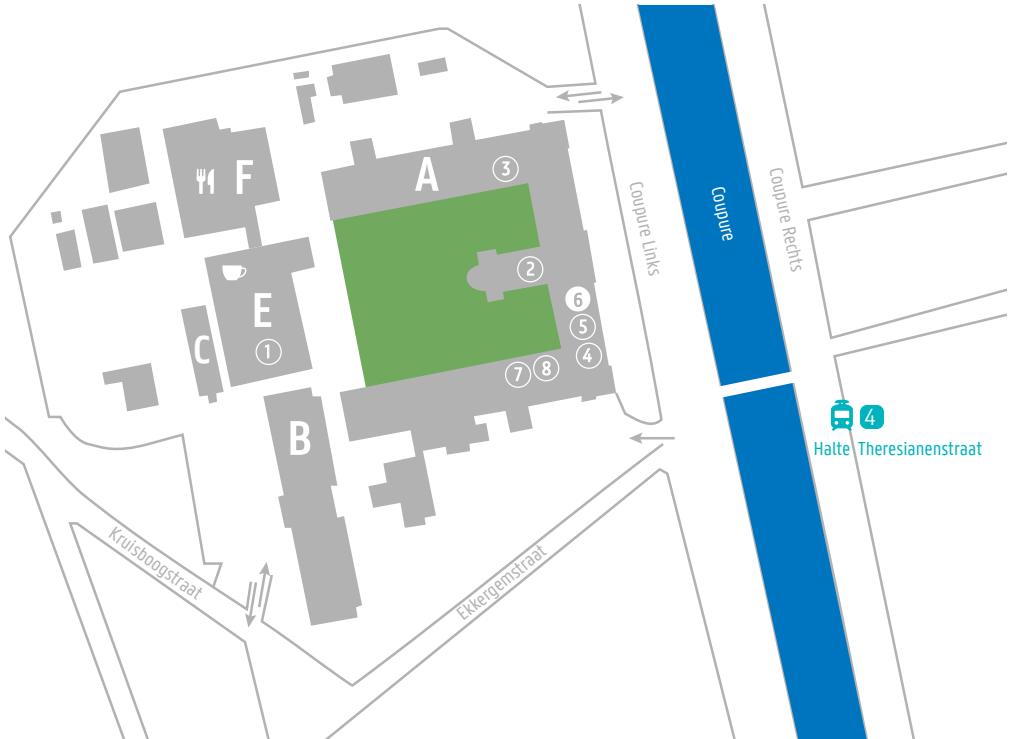 A
3
F
Coupure Links
Coupure
Coupure Rechts
2
E
6
5
1
C
4
8
7
B
4
Halte Theresianenstraat
Kruisboogstraat
Ekkergemstraat